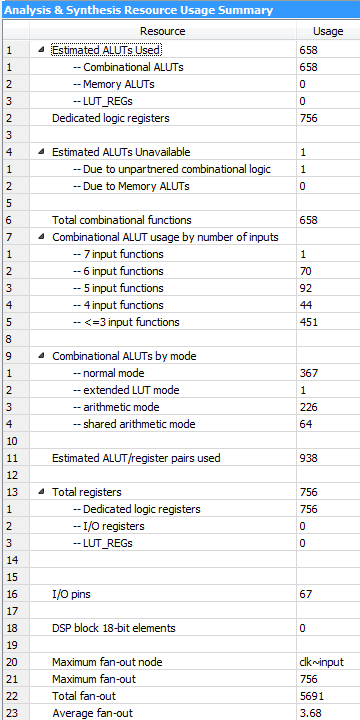 Analysis & Synthesis Resource Usage Summary
Resource Usage
1 Estimated ALUTs Used 658
1 -- Combinational ALUTs 658
2 -- Memory ALUTs 0
3 -- LUT_REGs 0
2 Dedicated logic registers 756
3
4 Estimated ALUTs Unavailable 1
1 -- Due to unpartnered combinational logic 1
2 -- Due to Memory ALUTs 0
5
6 Total combinational functions 658
7 Combinational ALUT usage by number of inputs
1 -- 7 input functions 1
2 -- 6 input functions 70
3 -- 5 input functions 92
4 -- 4 input functions 44
5 -- <=3 input functions 451
8
9 Combinational ALUTs by mode
1 -- normal mode 367
2 -- extended LUT mode 1
3 -- arithmetic mode 226
4 -- shared arithmetic mode 64
10
11 Estimated ALUT/register pairs used 938
12
13 Total registers 756
1 -- Dedicated logic registers 756
2 -- I/O registers 0
3 -- LUT_REGs 0
14
15
16 I/O pins 67
17
18 DSP block 18-bit elements 0
19
20 Maximum fan-out node clk~input
21 Maximum fan-out 756
22 Total fan-out 5691
23 Average fan-out 3.68